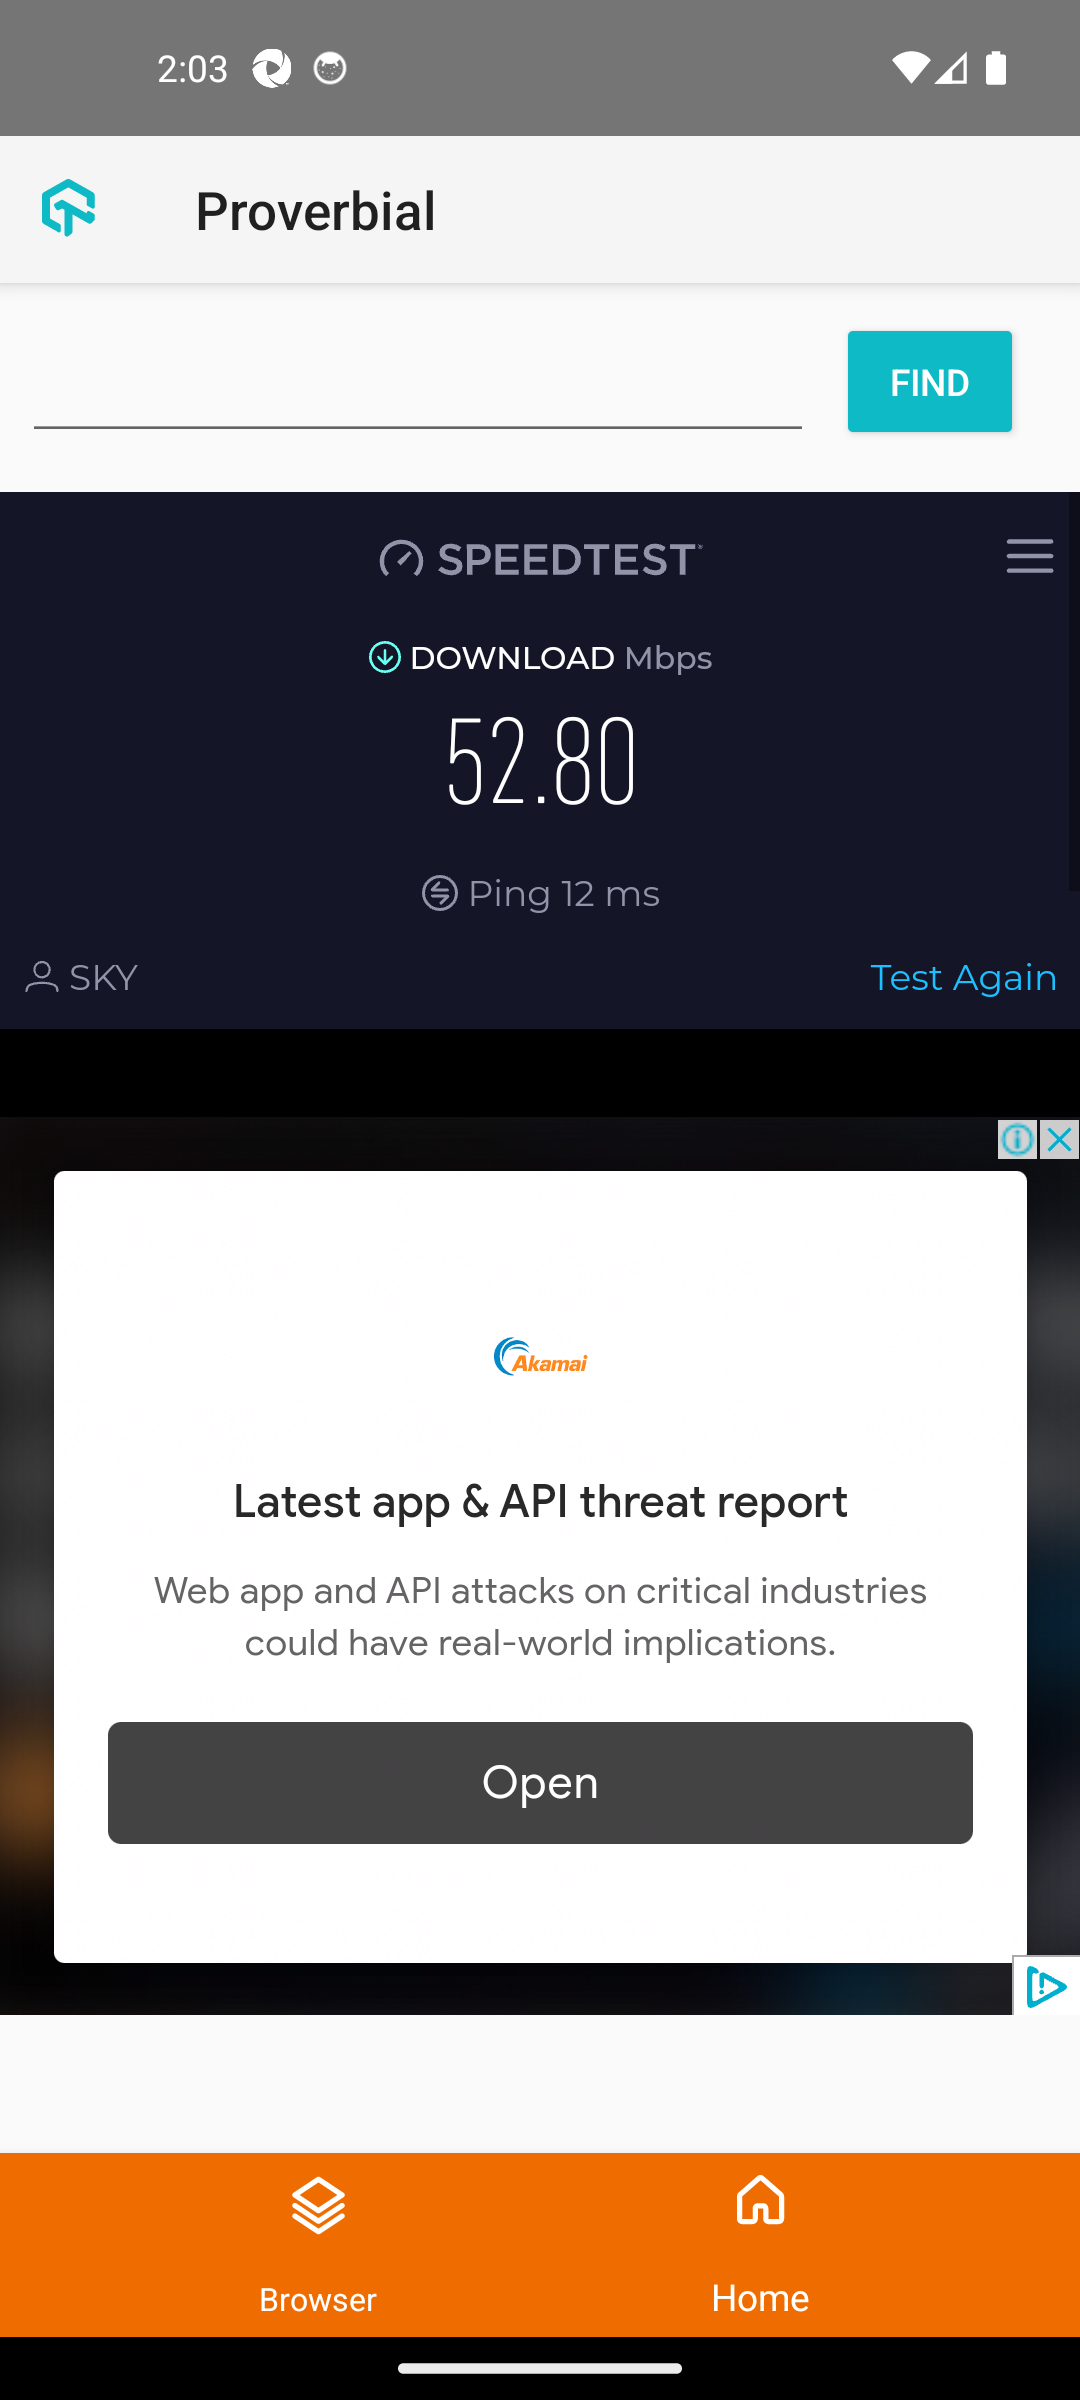 2:03
Proverbial
FIND
SPEEDTEST
DOWNLOAD Mbps
52.80
Ping 12 ms
SKY
Test Again
Akamai
Latest app & API threat report
Web app and API attacks on critical industries
could have real-world implications.
Open
Browser
Home